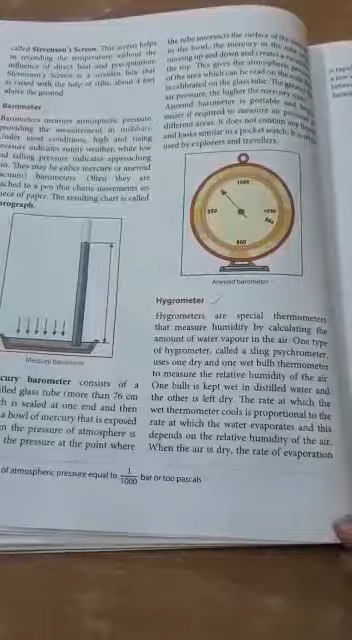 called Stevenson's Screen. This screen helps
in recording the temperature without the
influence of direct heat and precipitation.
Stevenson's Screen is a wooden box that
is raised with the help of stilts, about 4 feet
above the ground.
Barometer
Barometers measure atmospheric pressure
providing the measurement in millibars.
Under most conditions, high and rising
pressure indicates sunny weather, while low
and falling pressure indicates approaching
rain. They may be either mercury or aneroid
(vacuum) barometers. Often they are
attached to a pen that charts movements on
piece of paper. The resulting chart is called
barograph.
Mercury barometer
cury barometer consists of a
illed glass tube (more than 76 cm
ch is sealed at one end and then
a bowl of mercury that is exposed
en the pressure of atmosphere is
the pressure at the point where
the tube intersects the surface of the
in the bowl, the mercury in the tube
moving up and down and creates a
the top. This gives the atmospheric
of the area which can be read on the
is calibrated on the glass tube. The greater
air pressure, the higher the mercury
Aneroid barometer is portable and
easier if required to measure air pressure
different areas. It does not contain any
and looks similar to a pocket watch. It is
used by explorers and travellers.
1000
950
1050
900
Aneroid barometer
Hygrometer
Hygrometers are special thermometers
that measure humidity by calculating the
amount of water vapour in the air. One type
of hygrometer, called a sling psychrometer,
uses one dry and one wet bulb thermometer
to measure the relative humidity of the air.
One bulb is kept wet in distilled water and
the other is left dry. The rate at which the
wet thermometer cools is proportional to the
rate at which the water evaporates and this
depends on the relative humidity of the air.
When the air is dry, the rate of evaporation
of atmospheric pressure equal to 1/1000 bar or too pascals